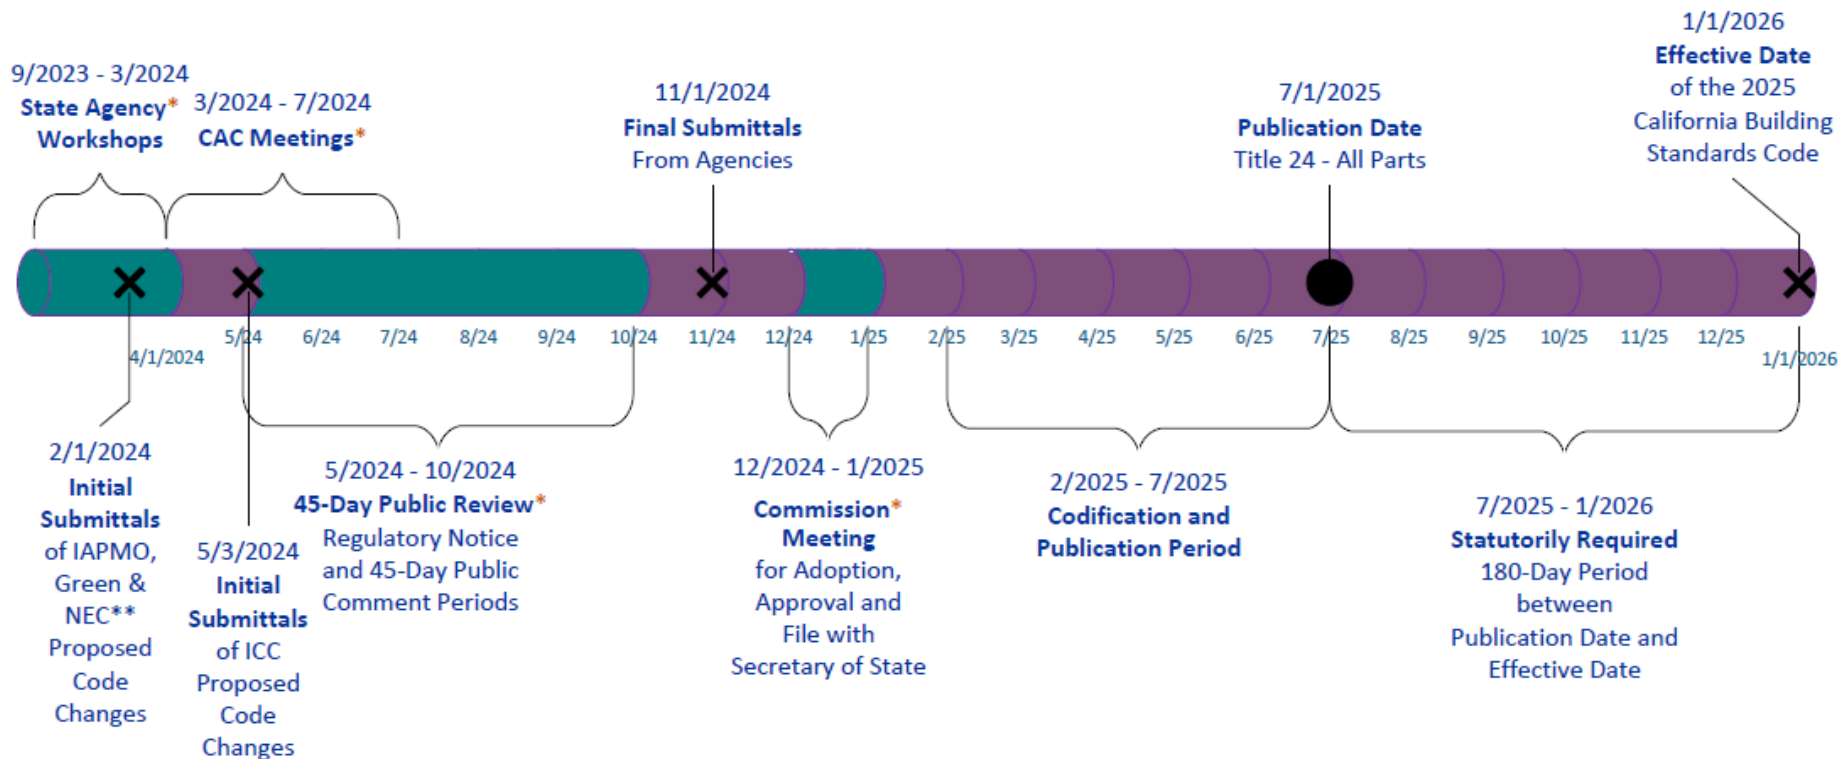 9/2023 - 3/2024
State Agency*
Workshops
3/2024 - 7/2024
CAC Meetings*
11/1/2024
Final Submittals
From Agencies
7/1/2025
Publication Date
Title 24 - All Parts
1/1/2026
Effective Date
of the 2025
California Building
Standards Code
4/1/2024
5/24
6/24
7/24
8/24
9/24
10/24
11/24
12/24
1/25
2/25
3/25
4/25
5/25
6/25
7/25
8/25
9/25
10/25
11/25
12/25
1/1/2026
2/1/2024
Initial
Submittals
of IAPMO,
Green &
NEC**
Proposed
Code
Changes
5/3/2024
Initial
Submittals
of ICC
Proposed
Code
Changes
5/2024 - 10/2024
45-Day Public Review*
Regulatory Notice
and 45-Day Public
Comment Periods
12/2024 - 1/2025
Commission*
Meeting
for Adoption,
Approval and
File with
Secretary of State
2/2025 - 7/2025
Codification and
Publication Period
7/2025 - 1/2026
Statutorily Required
180-Day Period
between
Publication Date and
Effective Date